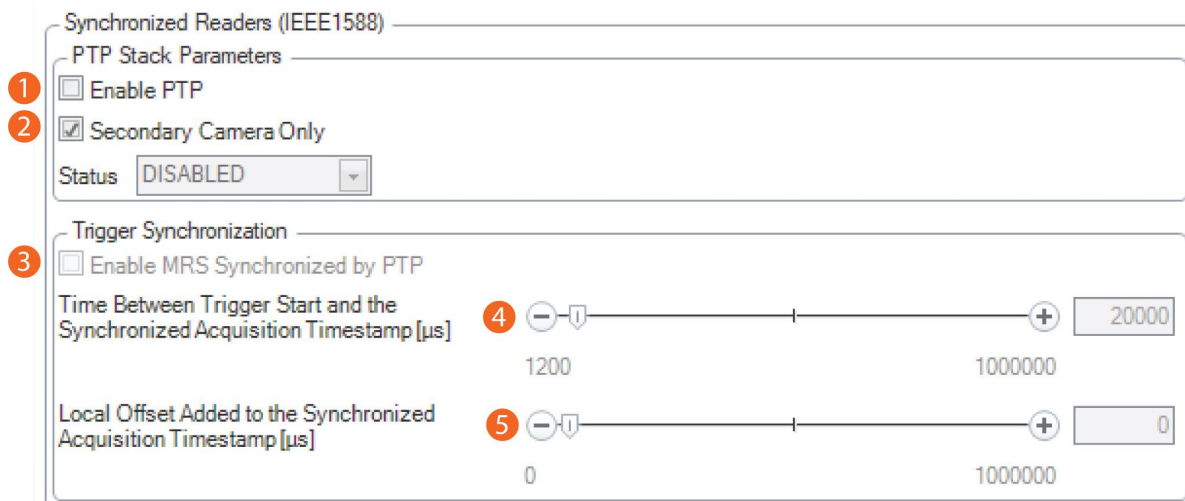 Synchronized Readers (IEEE1588)
PTP Stack Parameters
1 Enable PTP
2 Secondary Camera Only
Status DISABLED
Trigger Synchronization
3 Enable MRS Synchronized by PTP
Time Between Trigger Start and the
Synchronized Acquisition Timestamp [µs]
4 20000
1200 1000000
Local Offset Added to the Synchronized
Acquisition Timestamp [µs]
5 0
0 1000000